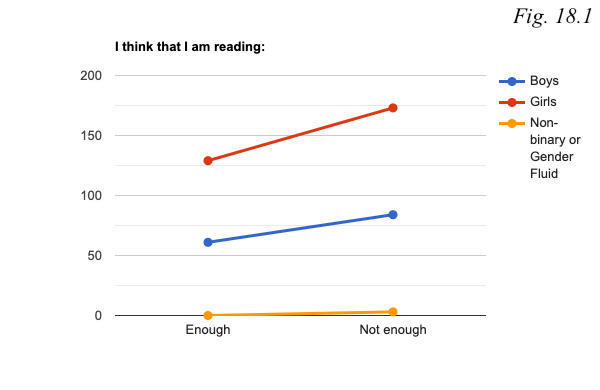 Fig. 18.1
I think that I am reading:
200
150
100
50
0
Enough
Not enough
Boys
Girls
Non-
binary or
Gender
Fluid